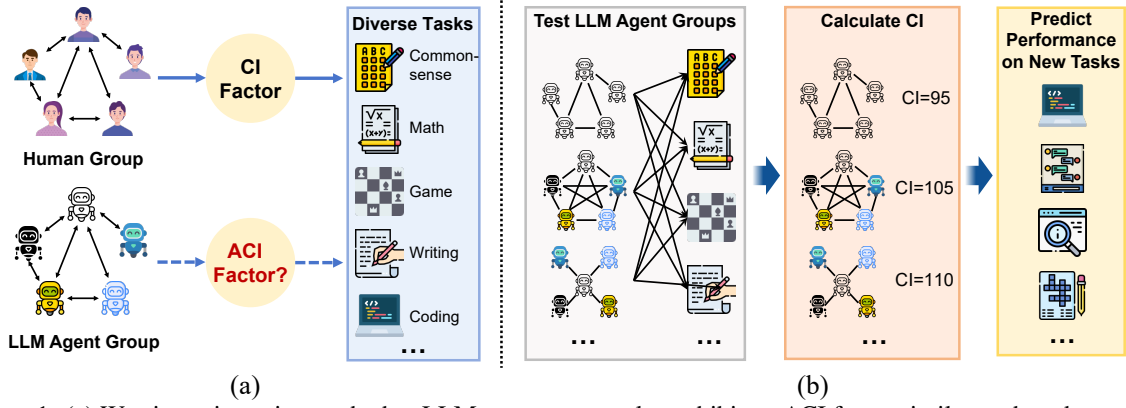 Diverse Tasks
CI
Factor
Common-
sense
Math
Game
Writing
Coding
...
Human Group
ACI
Factor?
LLM Agent Group
(a)
Test LLM Agent Groups
... ...
Calculate CI
CI=95
CI=105
CI=110
...
Predict
Performance
on New Tasks
...
A B C
√x
(x+y)=
A B C
√x
(x+y)=
</>
</>
(b)